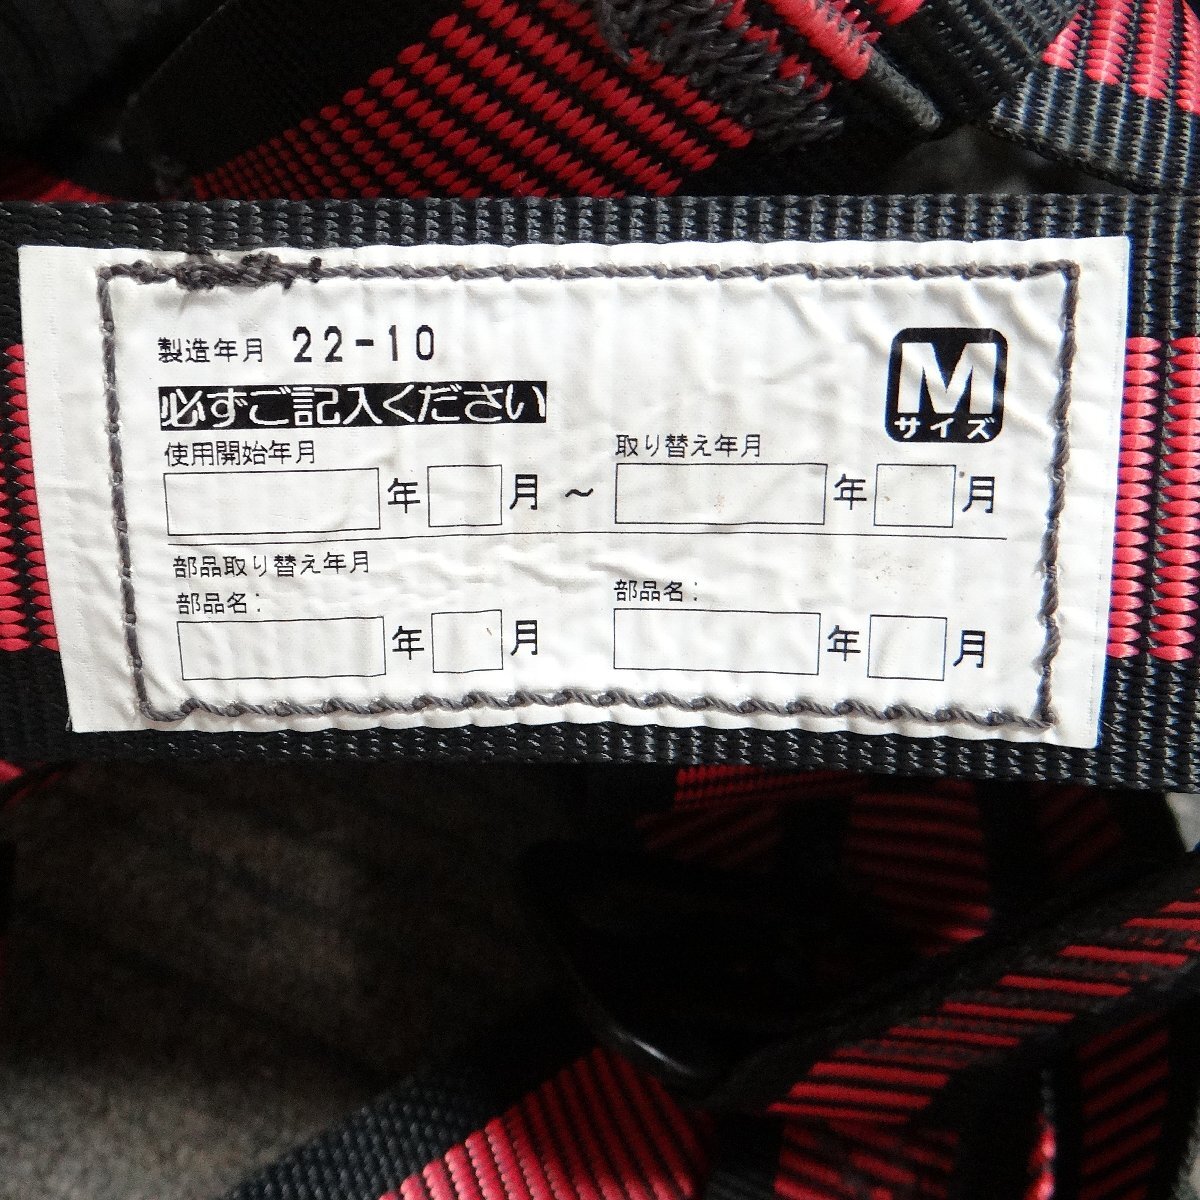 製造年月 22-10
M
サイズ
必ずご記入ください
使用開始年月 取り替え年月
年 月 ～ 年 月
部品取り替え年月
部品名: 部品名:
年 月 年 月